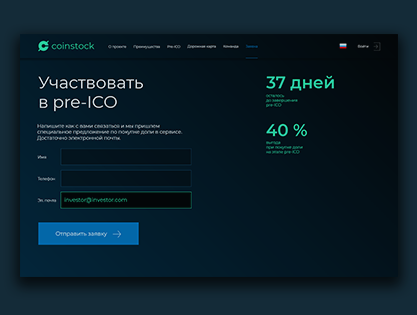 coinstock
О проекте Преимущества Pre-ICO Дорожная карта Команда Заявка Войти
Участвовать
в pre-ICO
37 дней
осталось
до завершения
pre-ICO
Напишите как с вами связаться и мы пришлем
специальное предложение по покупке доли в сервисе.
Достаточно электронной почты.
40 %
выгода
при покупке доли
на этапе pre-ICO
Имя
Телефон
Эл. почта investor@investor.com
Отправить заявку